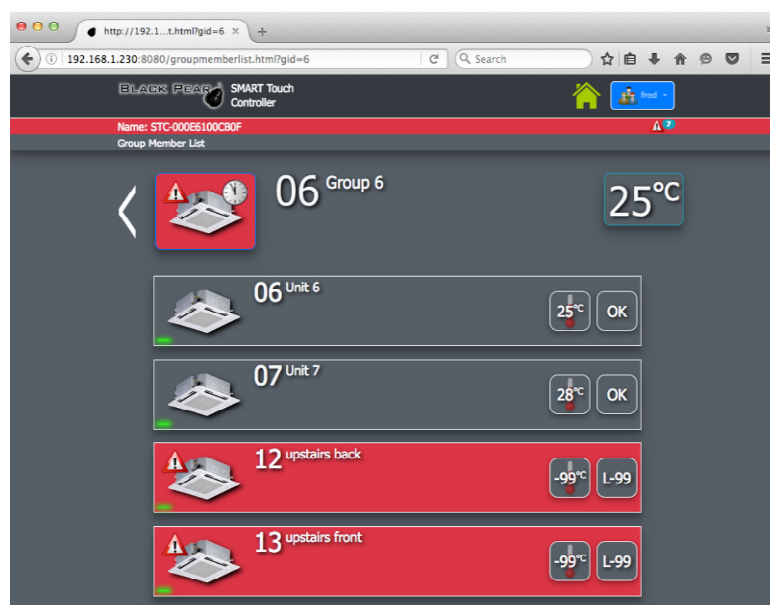 http://192.1...t.html?gid=6 × +
192.168.1.230:8080/groupmemberlist.html?gid=6 Search
BLACK PEAR SMART Touch
Controller
fred
Name: STC-000E6100CB0F 7
Group Member List
06 Group 6
25°C
06 Unit 6
25°C OK
07 Unit 7
28°C OK
12 upstairs back
-99°C L-99
13 upstairs front
-99°C L-99